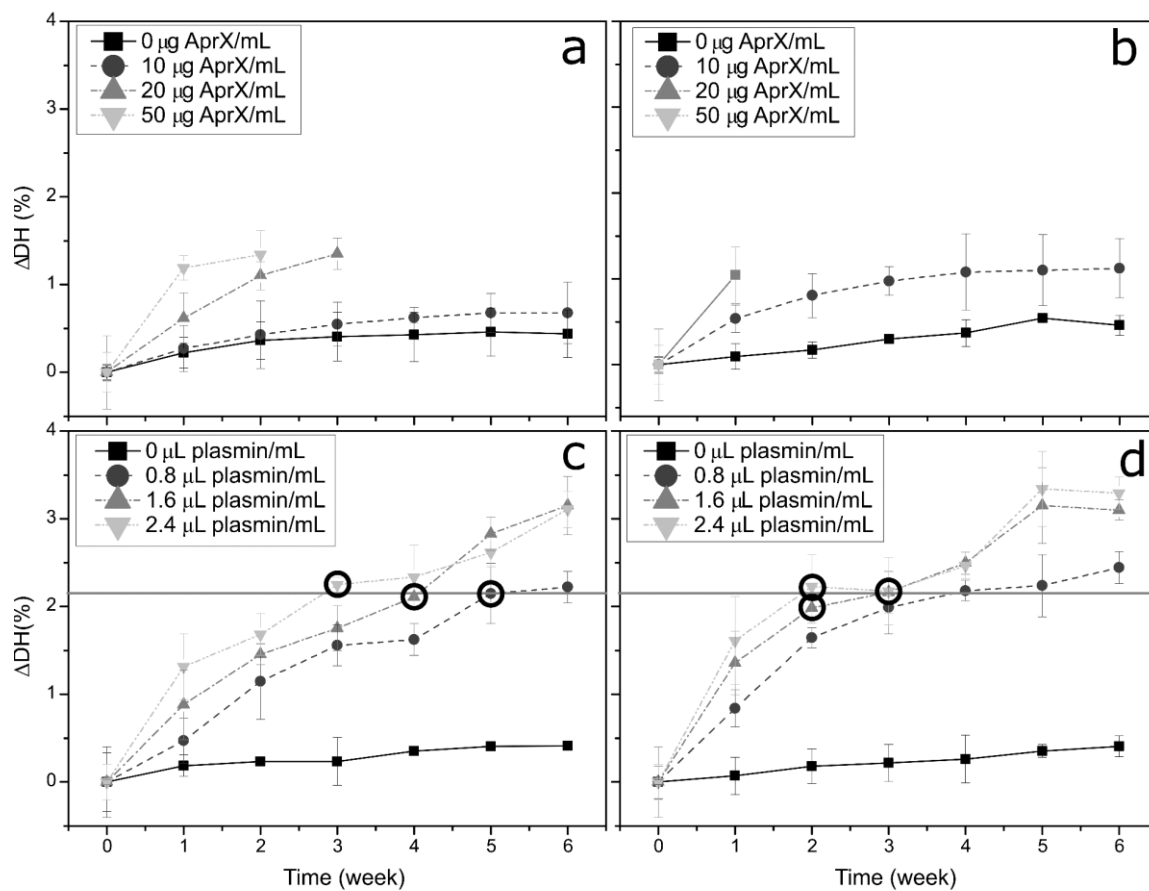 4
3
2
1
0
ΔDH (%)
0 μg AprX/mL
10 μg AprX/mL
20 μg AprX/mL
50 μg AprX/mL
a
0 μg AprX/mL
10 μg AprX/mL
20 μg AprX/mL
50 μg AprX/mL
b
4
3
2
1
0
ΔDH(%)
0 μL plasmin/mL
0.8 μL plasmin/mL
1.6 μL plasmin/mL
2.4 μL plasmin/mL
c
0 μL plasmin/mL
0.8 μL plasmin/mL
1.6 μL plasmin/mL
2.4 μL plasmin/mL
d
0 1 2 3 4 5 6
0 1 2 3 4 5 6
Time (week)
Time (week)